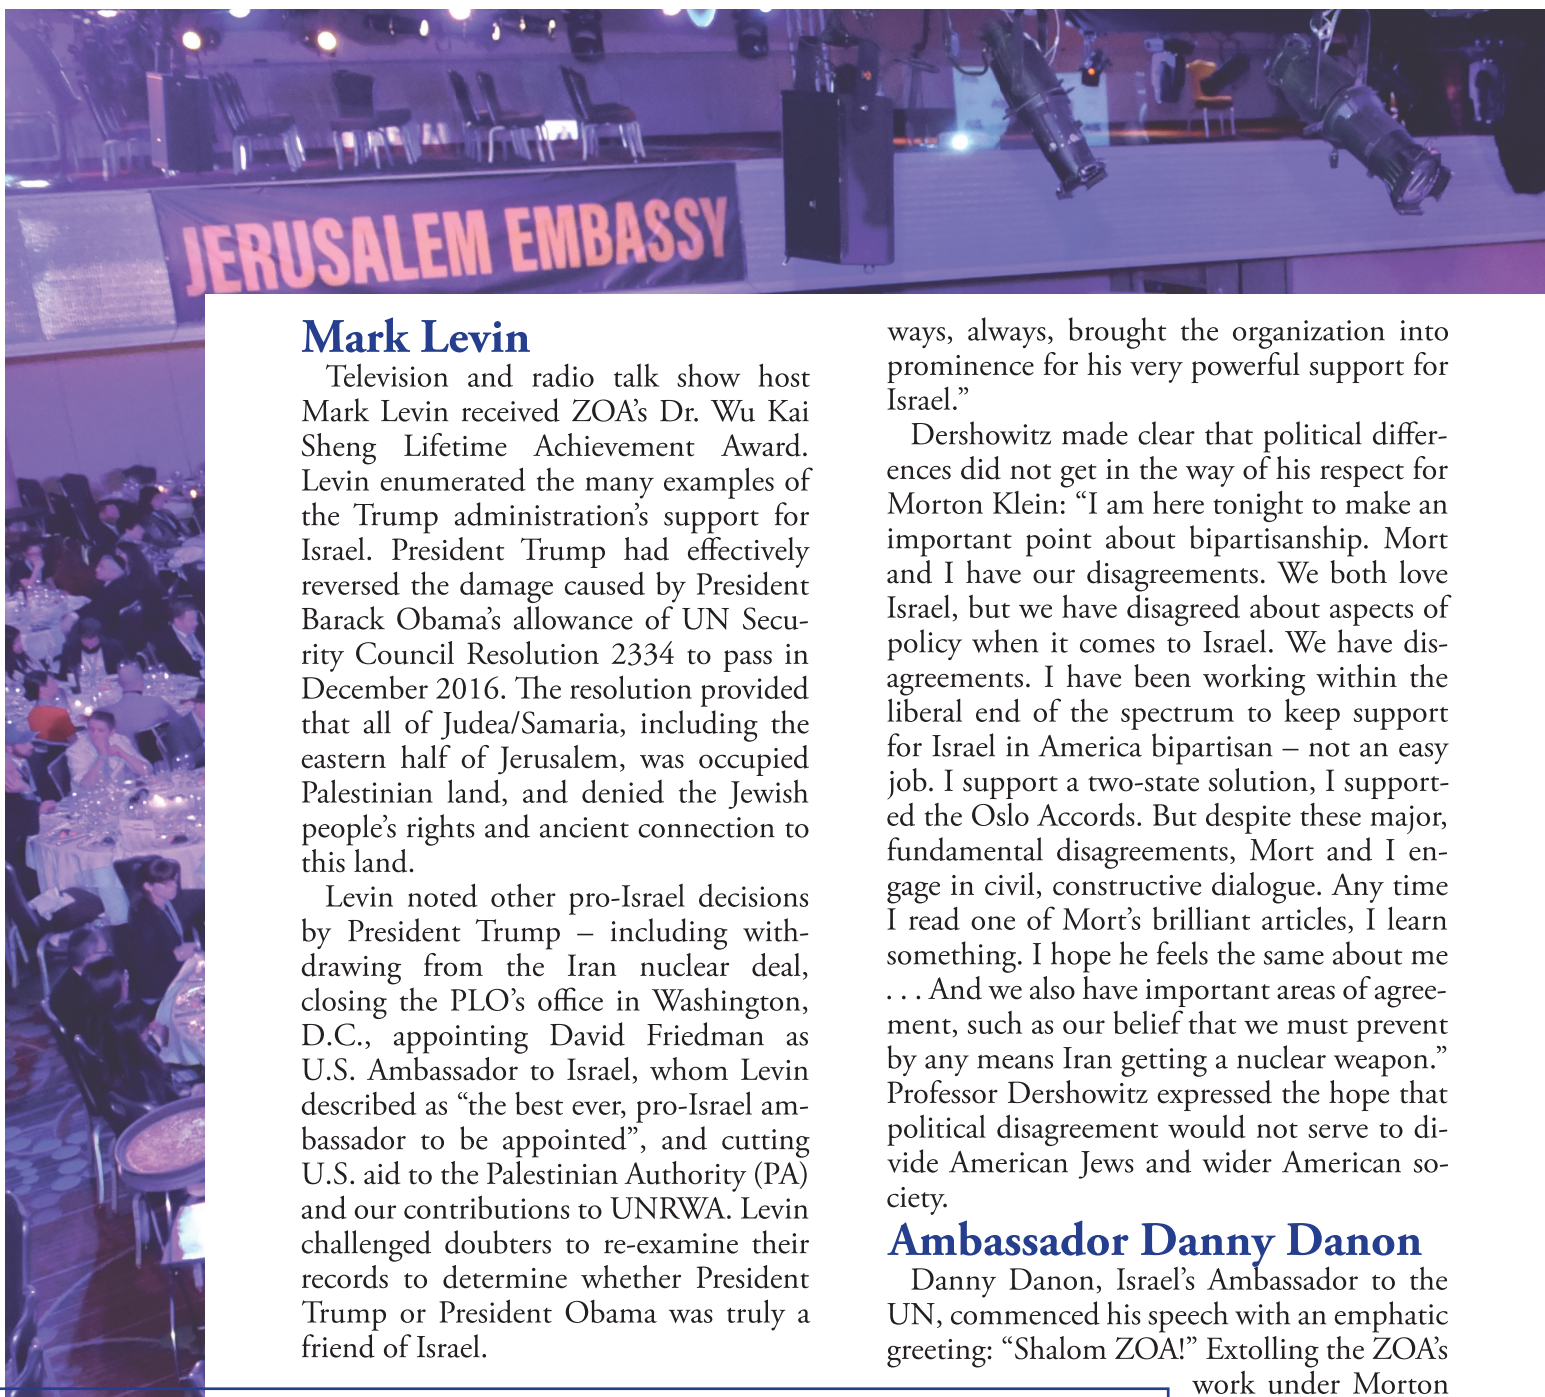 JERUSALEM EMBASSY
Mark Levin
Television and radio talk show host
Mark Levin received ZOA’s Dr. Wu Kai
Sheng Lifetime Achievement Award.
Levin enumerated the many examples of
the Trump administration’s support for
Israel. President Trump had effectively
reversed the damage caused by President
Barack Obama’s allowance of UN Secu-
rity Council Resolution 2334 to pass in
December 2016. The resolution provided
that all of Judea/Samaria, including the
eastern half of Jerusalem, was occupied
Palestinian land, and denied the Jewish
people’s rights and ancient connection to
this land.
Levin noted other pro-Israel decisions
by President Trump – including with-
drawing from the Iran nuclear deal,
closing the PLO’s office in Washington,
D.C., appointing David Friedman as
U.S. Ambassador to Israel, whom Levin
described as “the best ever, pro-Israel am-
bassador to be appointed”, and cutting
U.S. aid to the Palestinian Authority (PA)
and our contributions to UNRWA. Levin
challenged doubters to re-examine their
records to determine whether President
Trump or President Obama was truly a
friend of Israel.
ways, always, brought the organization into
prominence for his very powerful support for
Israel.”
Dershowitz made clear that political differ-
ences did not get in the way of his respect for
Morton Klein: “I am here tonight to make an
important point about bipartisanship. Mort
and I have our disagreements. We both love
Israel, but we have disagreed about aspects of
policy when it comes to Israel. We have dis-
agreements. I have been working within the
liberal end of the spectrum to keep support
for Israel in America bipartisan – not an easy
job. I support a two-state solution, I support-
ed the Oslo Accords. But despite these major,
fundamental disagreements, Mort and I en-
gage in civil, constructive dialogue. Any time
I read one of Mort’s brilliant articles, I learn
something. I hope he feels the same about me
. . . And we also have important areas of agree-
ment, such as our belief that we must prevent
by any means Iran getting a nuclear weapon.”
Professor Dershowitz expressed the hope that
political disagreement would not serve to di-
vide American Jews and wider American so-
ciety.
Ambassador Danny Danon
Danny Danon, Israel’s Ambassador to the
UN, commenced his speech with an emphatic
greeting: “Shalom ZOA!” Extolling the ZOA’s
work under Morton